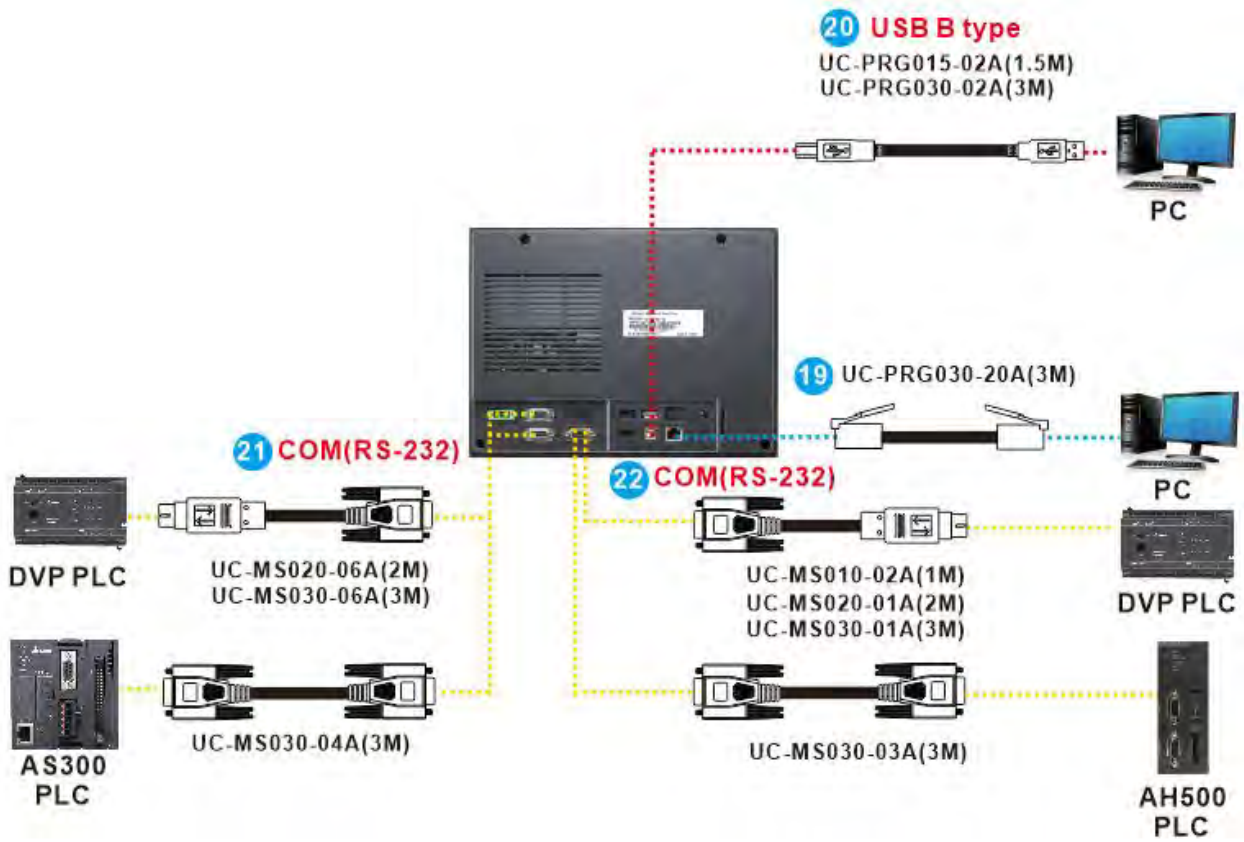 20 USB B type
UC-PRG015-02A(1.5M)
UC-PRG030-02A(3M)
PC
19 UC-PRG030-20A(3M)
PC
21 COM(RS-232)
22 COM(RS-232)
DVP PLC
UC-MS020-06A(2M)
UC-MS030-06A(3M)
UC-MS010-02A(1M)
UC-MS020-01A(2M)
UC-MS030-01A(3M)
DVP PLC
UC-MS030-04A(3M)
UC-MS030-03A(3M)
AS300
PLC
AH500
PLC